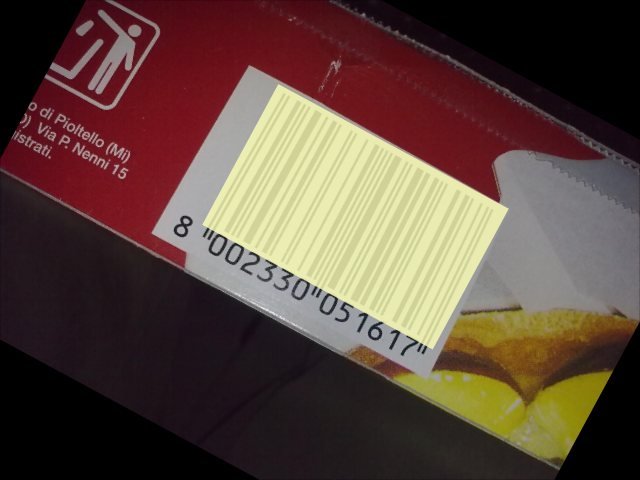 o di Pioltello (Mi)
) Via P. Nenni 15
istrati.
8 "002330"051617"